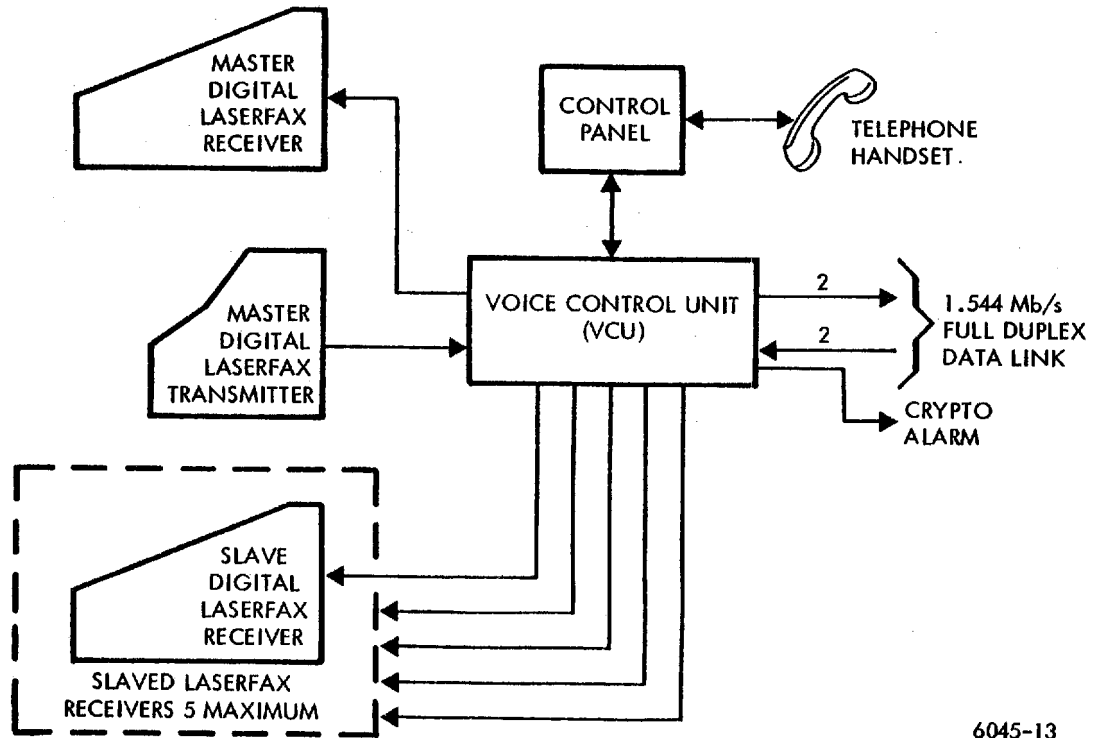 MASTER
DIGITAL
LASERFAX
RECEIVER
CONTROL
PANEL
TELEPHONE
HANDSET.
MASTER
DIGITAL
LASERFAX
TRANSMITTER
VOICE CONTROL UNIT
(VCU)
2
2
1.544 Mb/s
FULL DUPLEX
DATA LINK
CRYPTO
ALARM
SLAVE
DIGITAL
LASERFAX
RECEIVER
SLAVED LASERFAX
RECEIVERS 5 MAXIMUM
6045-13